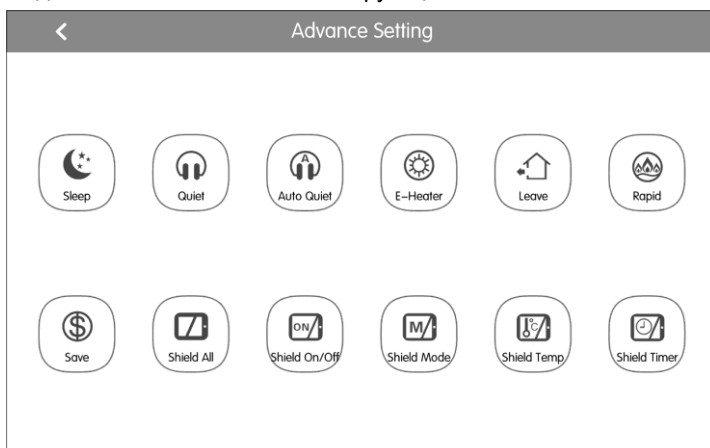 Advance Setting
Sleep
Quiet
A
Auto Quiet
E-Heater
Leave
Rapid
$
Save
Shield All
ON
Shield On/Off
M
Shield Mode
°C
Shield Temp
Shield Timer